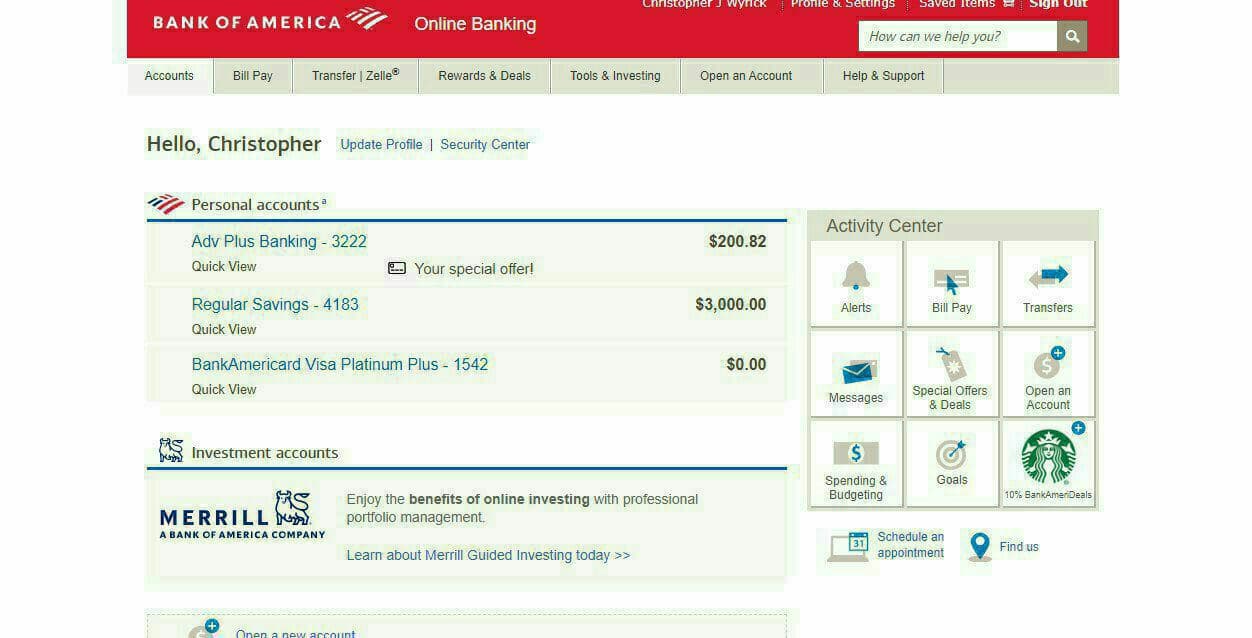 Christopher J Wyrick Profile & Settings Saved Items Sign Out
BANK OF AMERICA Online Banking
How can we help you?
Accounts Bill Pay Transfer | Zelle® Rewards & Deals Tools & Investing Open an Account Help & Support
Hello, Christopher Update Profile | Security Center
Personal accounts a
Adv Plus Banking - 3222 $200.82
Quick View Your special offer!
Regular Savings - 4183 $3,000.00
Quick View
BankAmericard Visa Platinum Plus - 1542 $0.00
Quick View
Investment accounts
MERRILL
A BANK OF AMERICA COMPANY
Enjoy the benefits of online investing with professional
portfolio management.
Learn about Merrill Guided Investing today >>
Open a new account
Activity Center
Alerts Bill Pay Transfers
Messages
Special Offers
& Deals
Open an
Account
Spending &
Budgeting
Goals
10% BankAmeriDeals
31
Schedule an
appointment
Find us